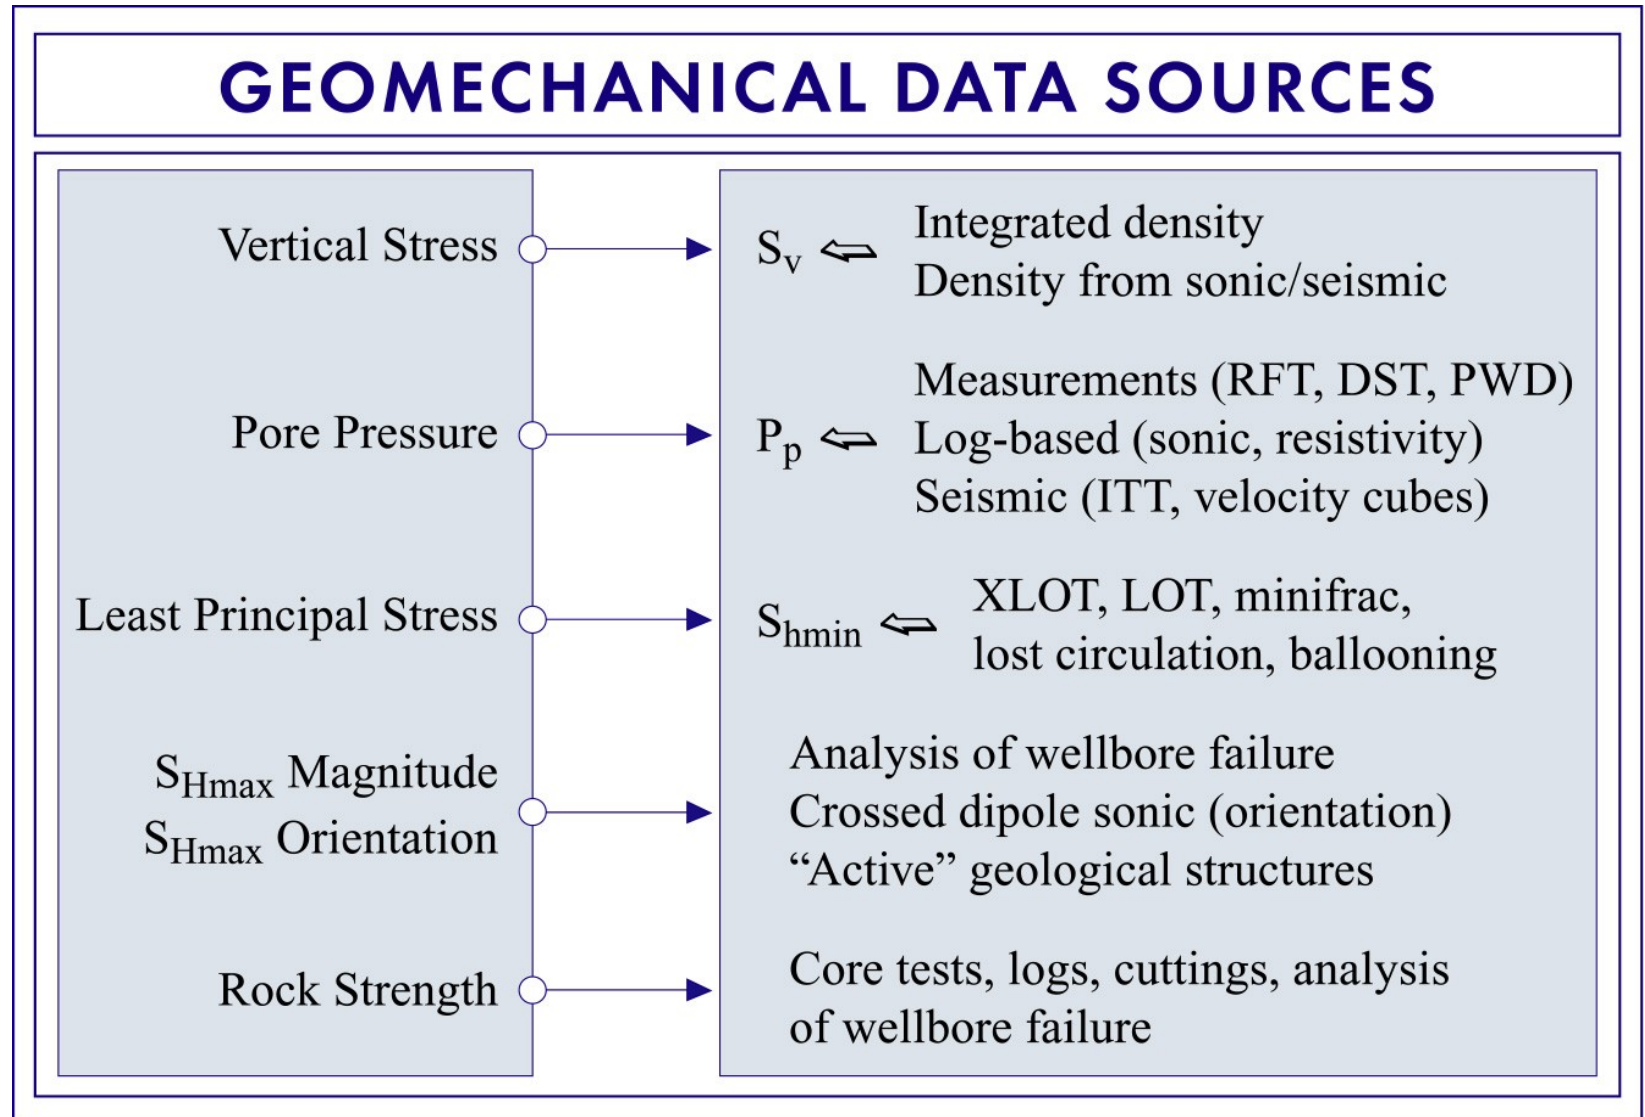 GEOMECHANICAL DATA SOURCES
Vertical Stress
Sv
Integrated density
Density from sonic/seismic
Pore Pressure
Pp
Measurements (RFT, DST, PWD)
Log-based (sonic, resistivity)
Seismic (ITT, velocity cubes)
Least Principal Stress
Shmin
XLOT, LOT, minifrac,
lost circulation, ballooning
SHmax Magnitude
SHmax Orientation
Analysis of wellbore failure
Crossed dipole sonic (orientation)
“Active” geological structures
Rock Strength
Core tests, logs, cuttings, analysis
of wellbore failure